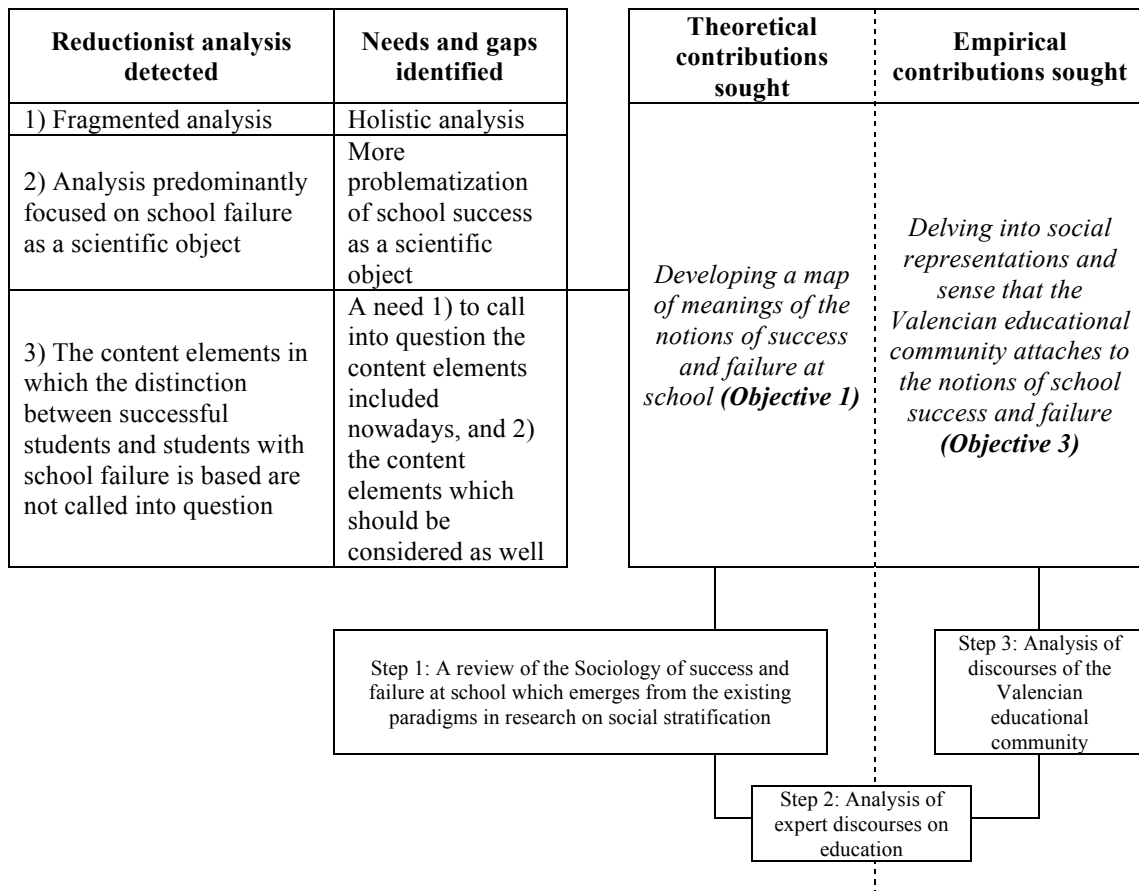 Reductionist analysis
detected
Needs and gaps
identified
1) Fragmented analysis
Holistic analysis
2) Analysis predominantly
focused on school failure
as a scientific object
More
problematization
of school success
as a scientific
object
3) The content elements in
which the distinction
between successful
students and students with
school failure is based are
not called into question
A need 1) to call
into question the
content elements
included
nowadays, and 2)
the content
elements which
should be
considered as well
Theoretical
contributions
sought
Empirical
contributions sought
Developing a map
of meanings of the
notions of success
and failure at
school (Objective 1)
Delving into social
representations and
sense that the
Valencian educational
community attaches to
the notions of school
success and failure
(Objective 3)
Step 1: A review of the Sociology of success and
failure at school which emerges from the existing
paradigms in research on social stratification
Step 3: Analysis of
discourses of the
Valencian
educational
community
Step 2: Analysis of
expert discourses on
education